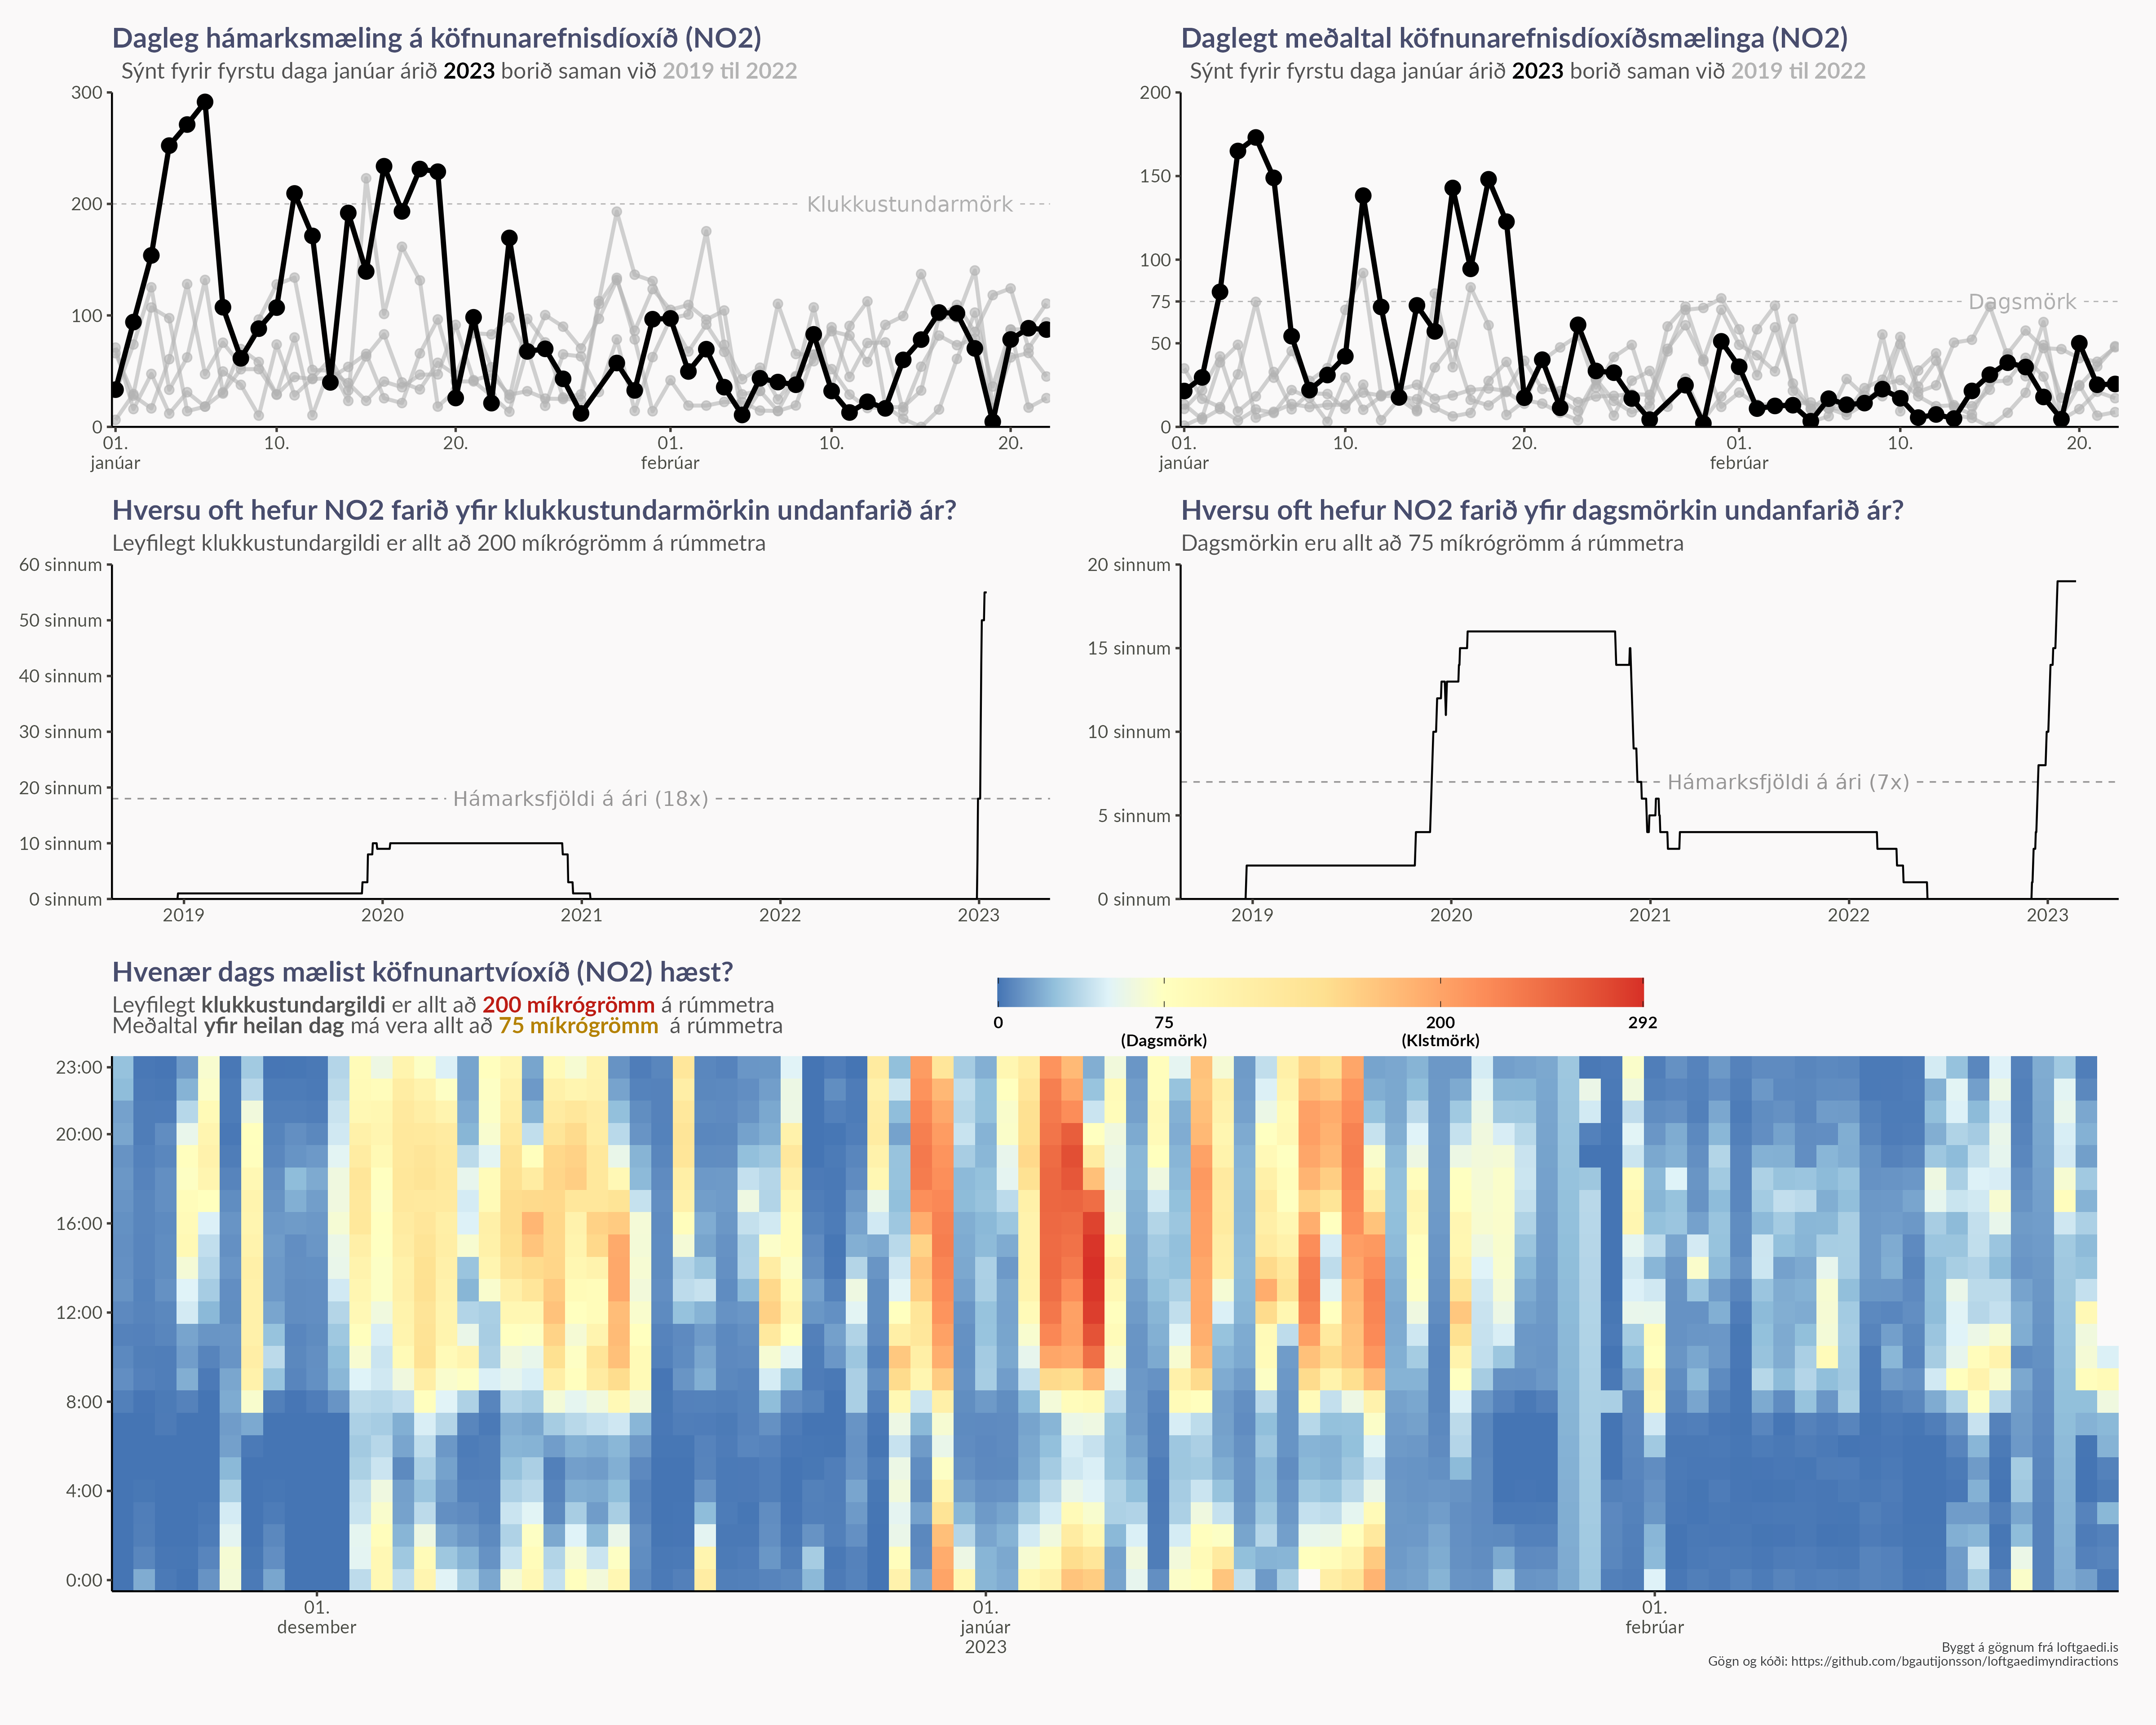 Dagleg hámarksmæling á köfnunarefnisdíoxíð (NO2)
Sýnt fyrir fyrstu daga janúar árið 2023 borið saman við 2019 til 2022
300
200
100
0
Klukkustundarmörk
01.
janúar
10.
20.
01.
febrúar
10.
20.
Daglegt meðaltal köfnunarefnisdíoxíðsmælinga (NO2)
Sýnt fyrir fyrstu daga janúar árið 2023 borið saman við 2019 til 2022
200
150
100
75
50
0
Dagsmörk
01.
janúar
10.
20.
01.
febrúar
10.
20.
Hversu oft hefur NO2 farið yfir klukkustundarmörkin undanfarið ár?
Leyfilegt klukkustundargildi er allt að 200 míkrógrömm á rúmmetra
60 sinnum
50 sinnum
40 sinnum
30 sinnum
20 sinnum
10 sinnum
0 sinnum
Hámarksfjöldi á ári (18x)
2019
2020
2021
2022
2023
Hversu oft hefur NO2 farið yfir dagsmörkin undanfarið ár?
Dagsmörkin eru allt að 75 míkrógrömm á rúmmetra
20 sinnum
15 sinnum
10 sinnum
5 sinnum
0 sinnum
Hámarksfjöldi á ári (7x)
2019
2020
2021
2022
2023
Hvenær dags mælist köfnunartvíoxíð (NO2) hæst?
Leyfilegt klukkustundargildi er allt að 200 míkrógrömm á rúmmetra
Meðaltal yfir heilan dag má vera allt að 75 míkrógrömm á rúmmetra
0
75
(Dagsmörk)
200
(Klstmörk)
292
23:00
20:00
16:00
12:00
8:00
4:00
0:00
01.
desember
01.
janúar
2023
01.
febrúar
Byggt á gögnum frá loftgaedi.is
Gögn og kóði: https://github.com/bgautijonsson/loftgaedimyndiractions